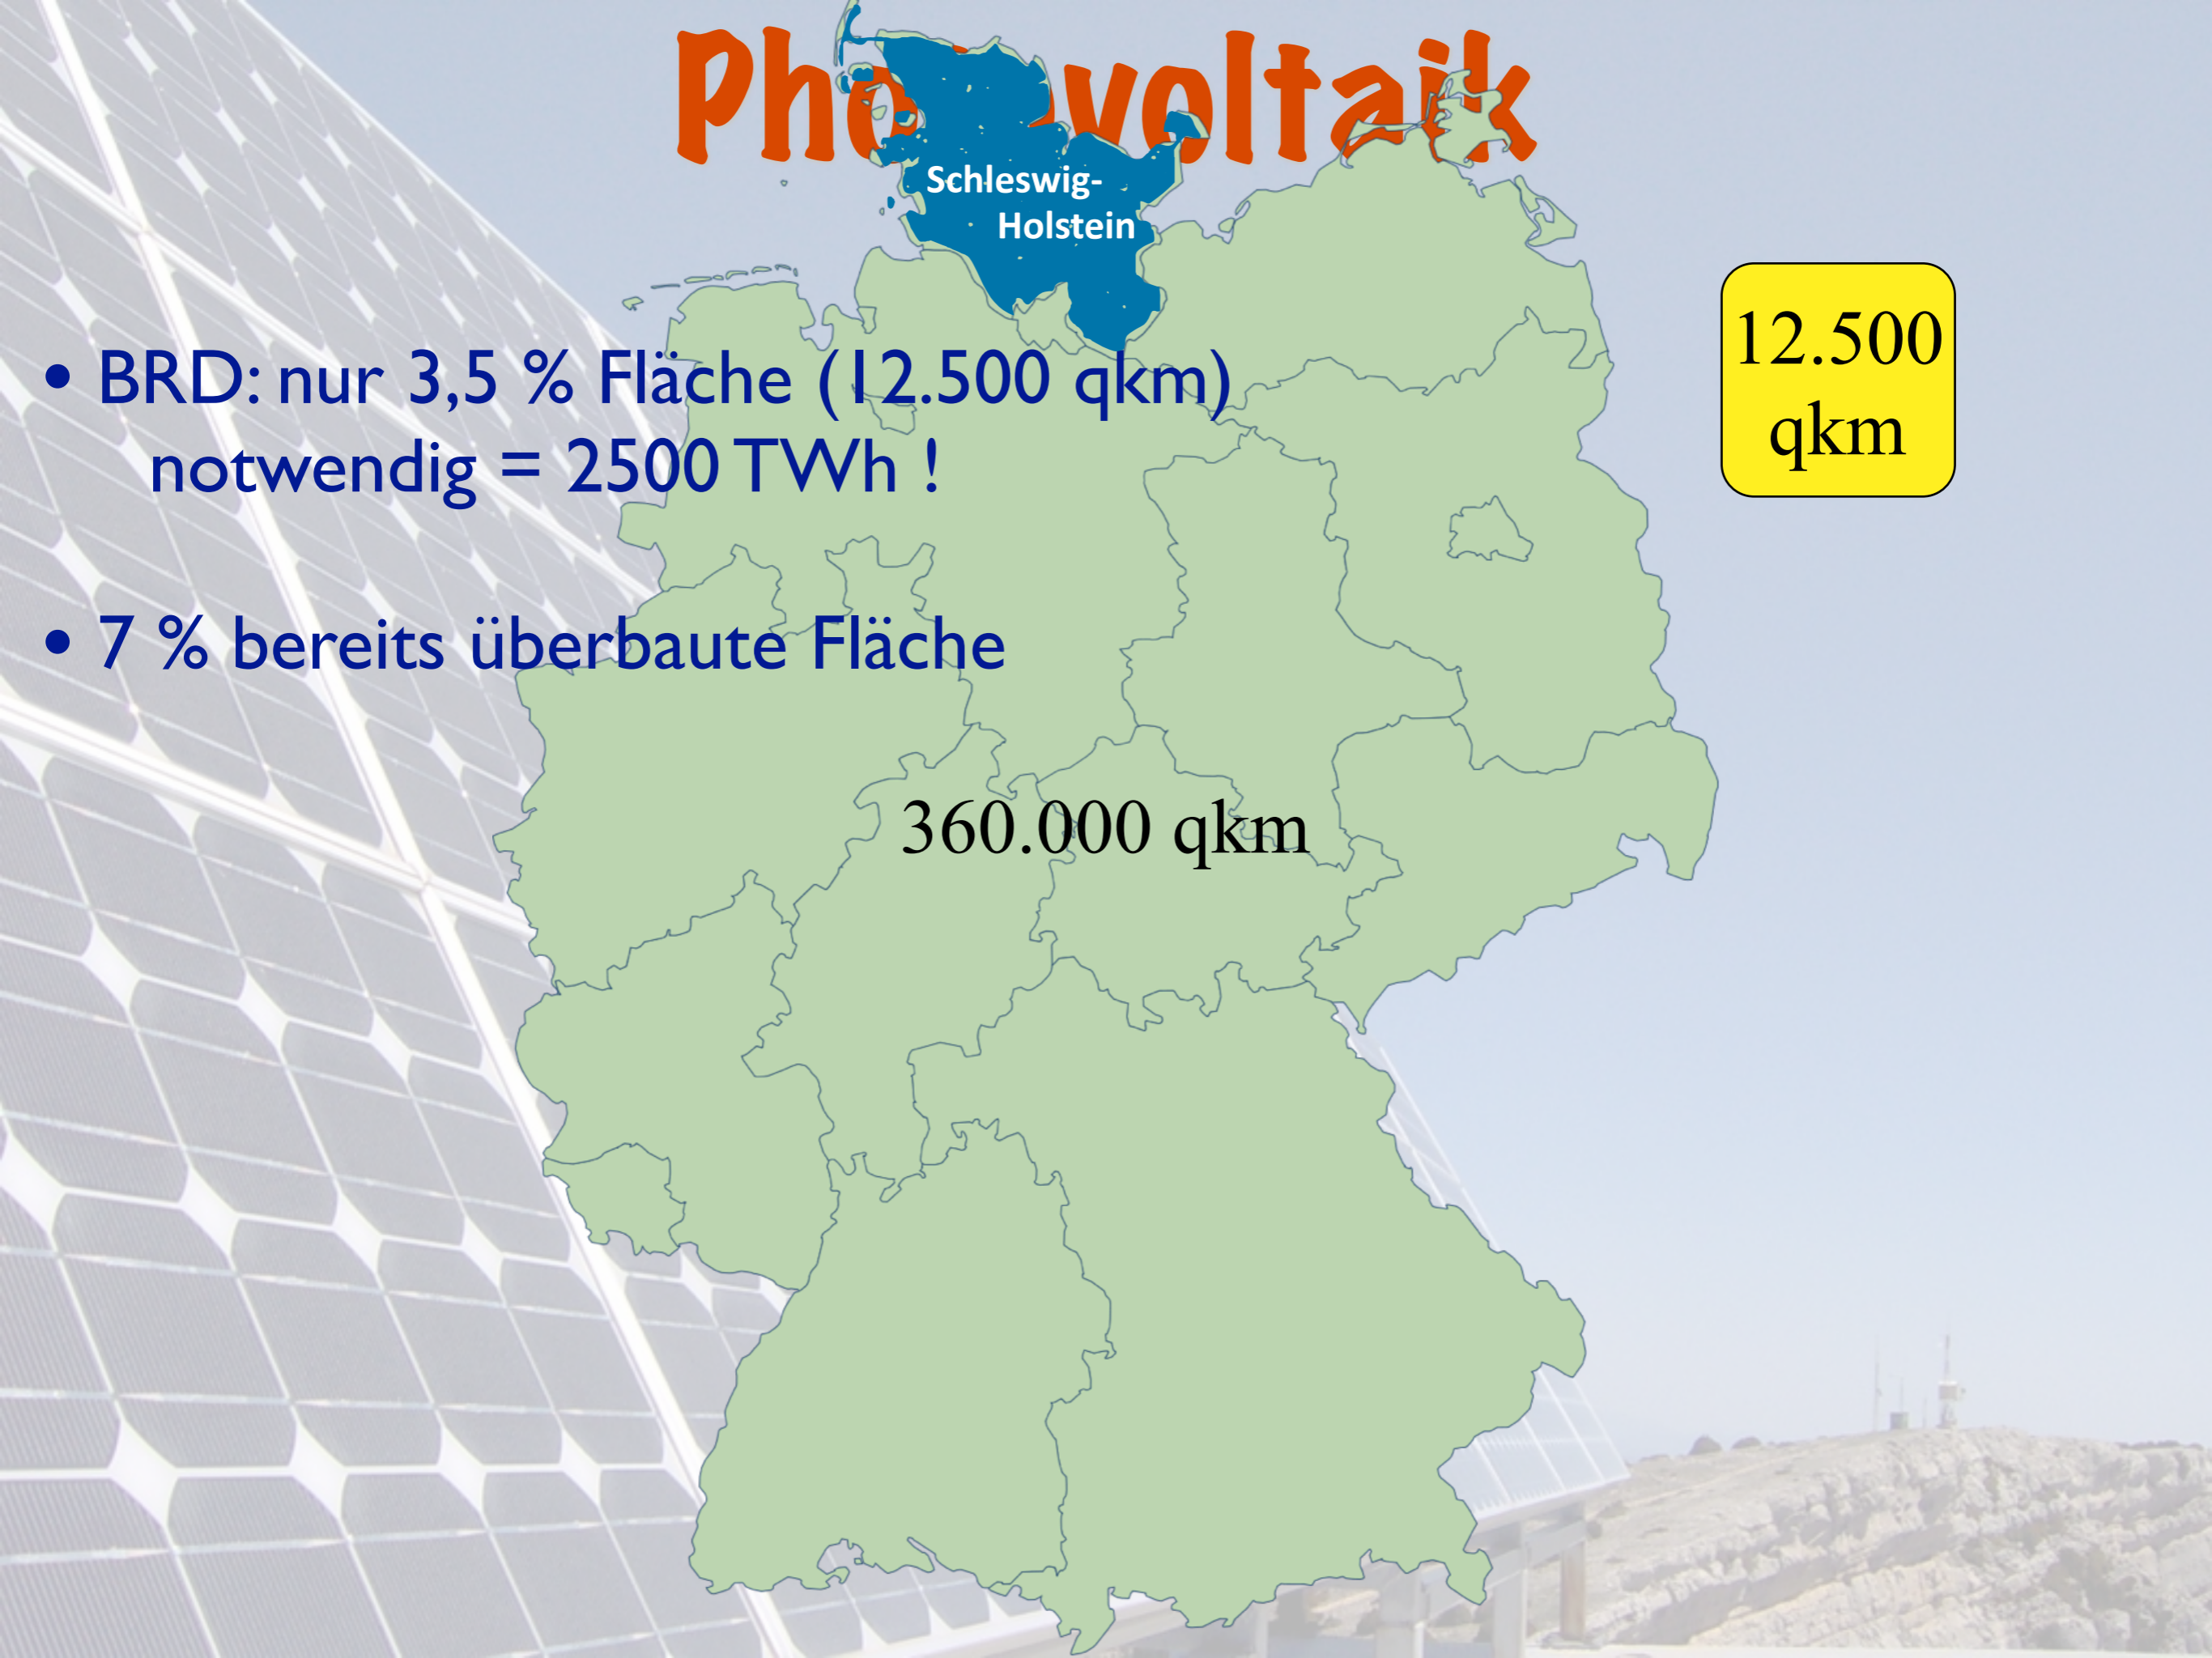 Photovoltaik
Schleswig-
Holstein
• BRD: nur 3,5 % Fläche (12.500 qkm)
notwendig = 2500 TWh !
12.500
qkm
• 7 % bereits überbaute Fläche
360.000 qkm